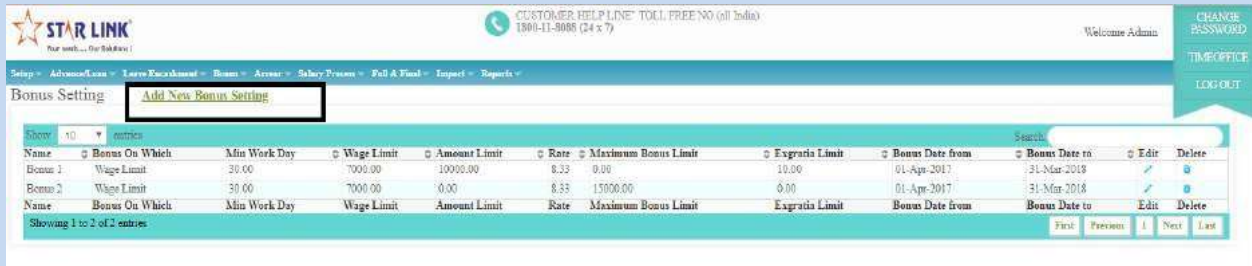 STAR LINK
Your needs.... Our Solutions !
CUSTOMER HELP LINE" TOLL FREE NO (all India)
1800-11-8088 (24 x 7)
Welcome Admin
CHANGE PASSWORD
TIMEOFFICE
LOG OUT
Setup Advance/Loan Leave Encashment Bonus Arrear Salary Process Full & Final Import Reports
Bonus Setting Add New Bonus Setting
Show 10 entries Search:
Name Bonus On Which Min Work Day Wage Limit Amount Limit Rate Maximum Bonus Limit Exgratia Limit Bonus Date from Bonus Date to Edit Delete
Bonus 1 Wage Limit 30.00 7000.00 10000.00 8.33 0.00 10.00 01-Apr-2017 31-Mar-2018
Bonus 2 Wage Limit 30.00 7000.00 0.00 8.33 15000.00 0.00 01-Apr-2017 31-Mar-2018
Name Bonus On Which Min Work Day Wage Limit Amount Limit Rate Maximum Bonus Limit Exgratia Limit Bonus Date from Bonus Date to Edit Delete
Showing 1 to 2 of 2 entries First Previous 1 Next Last